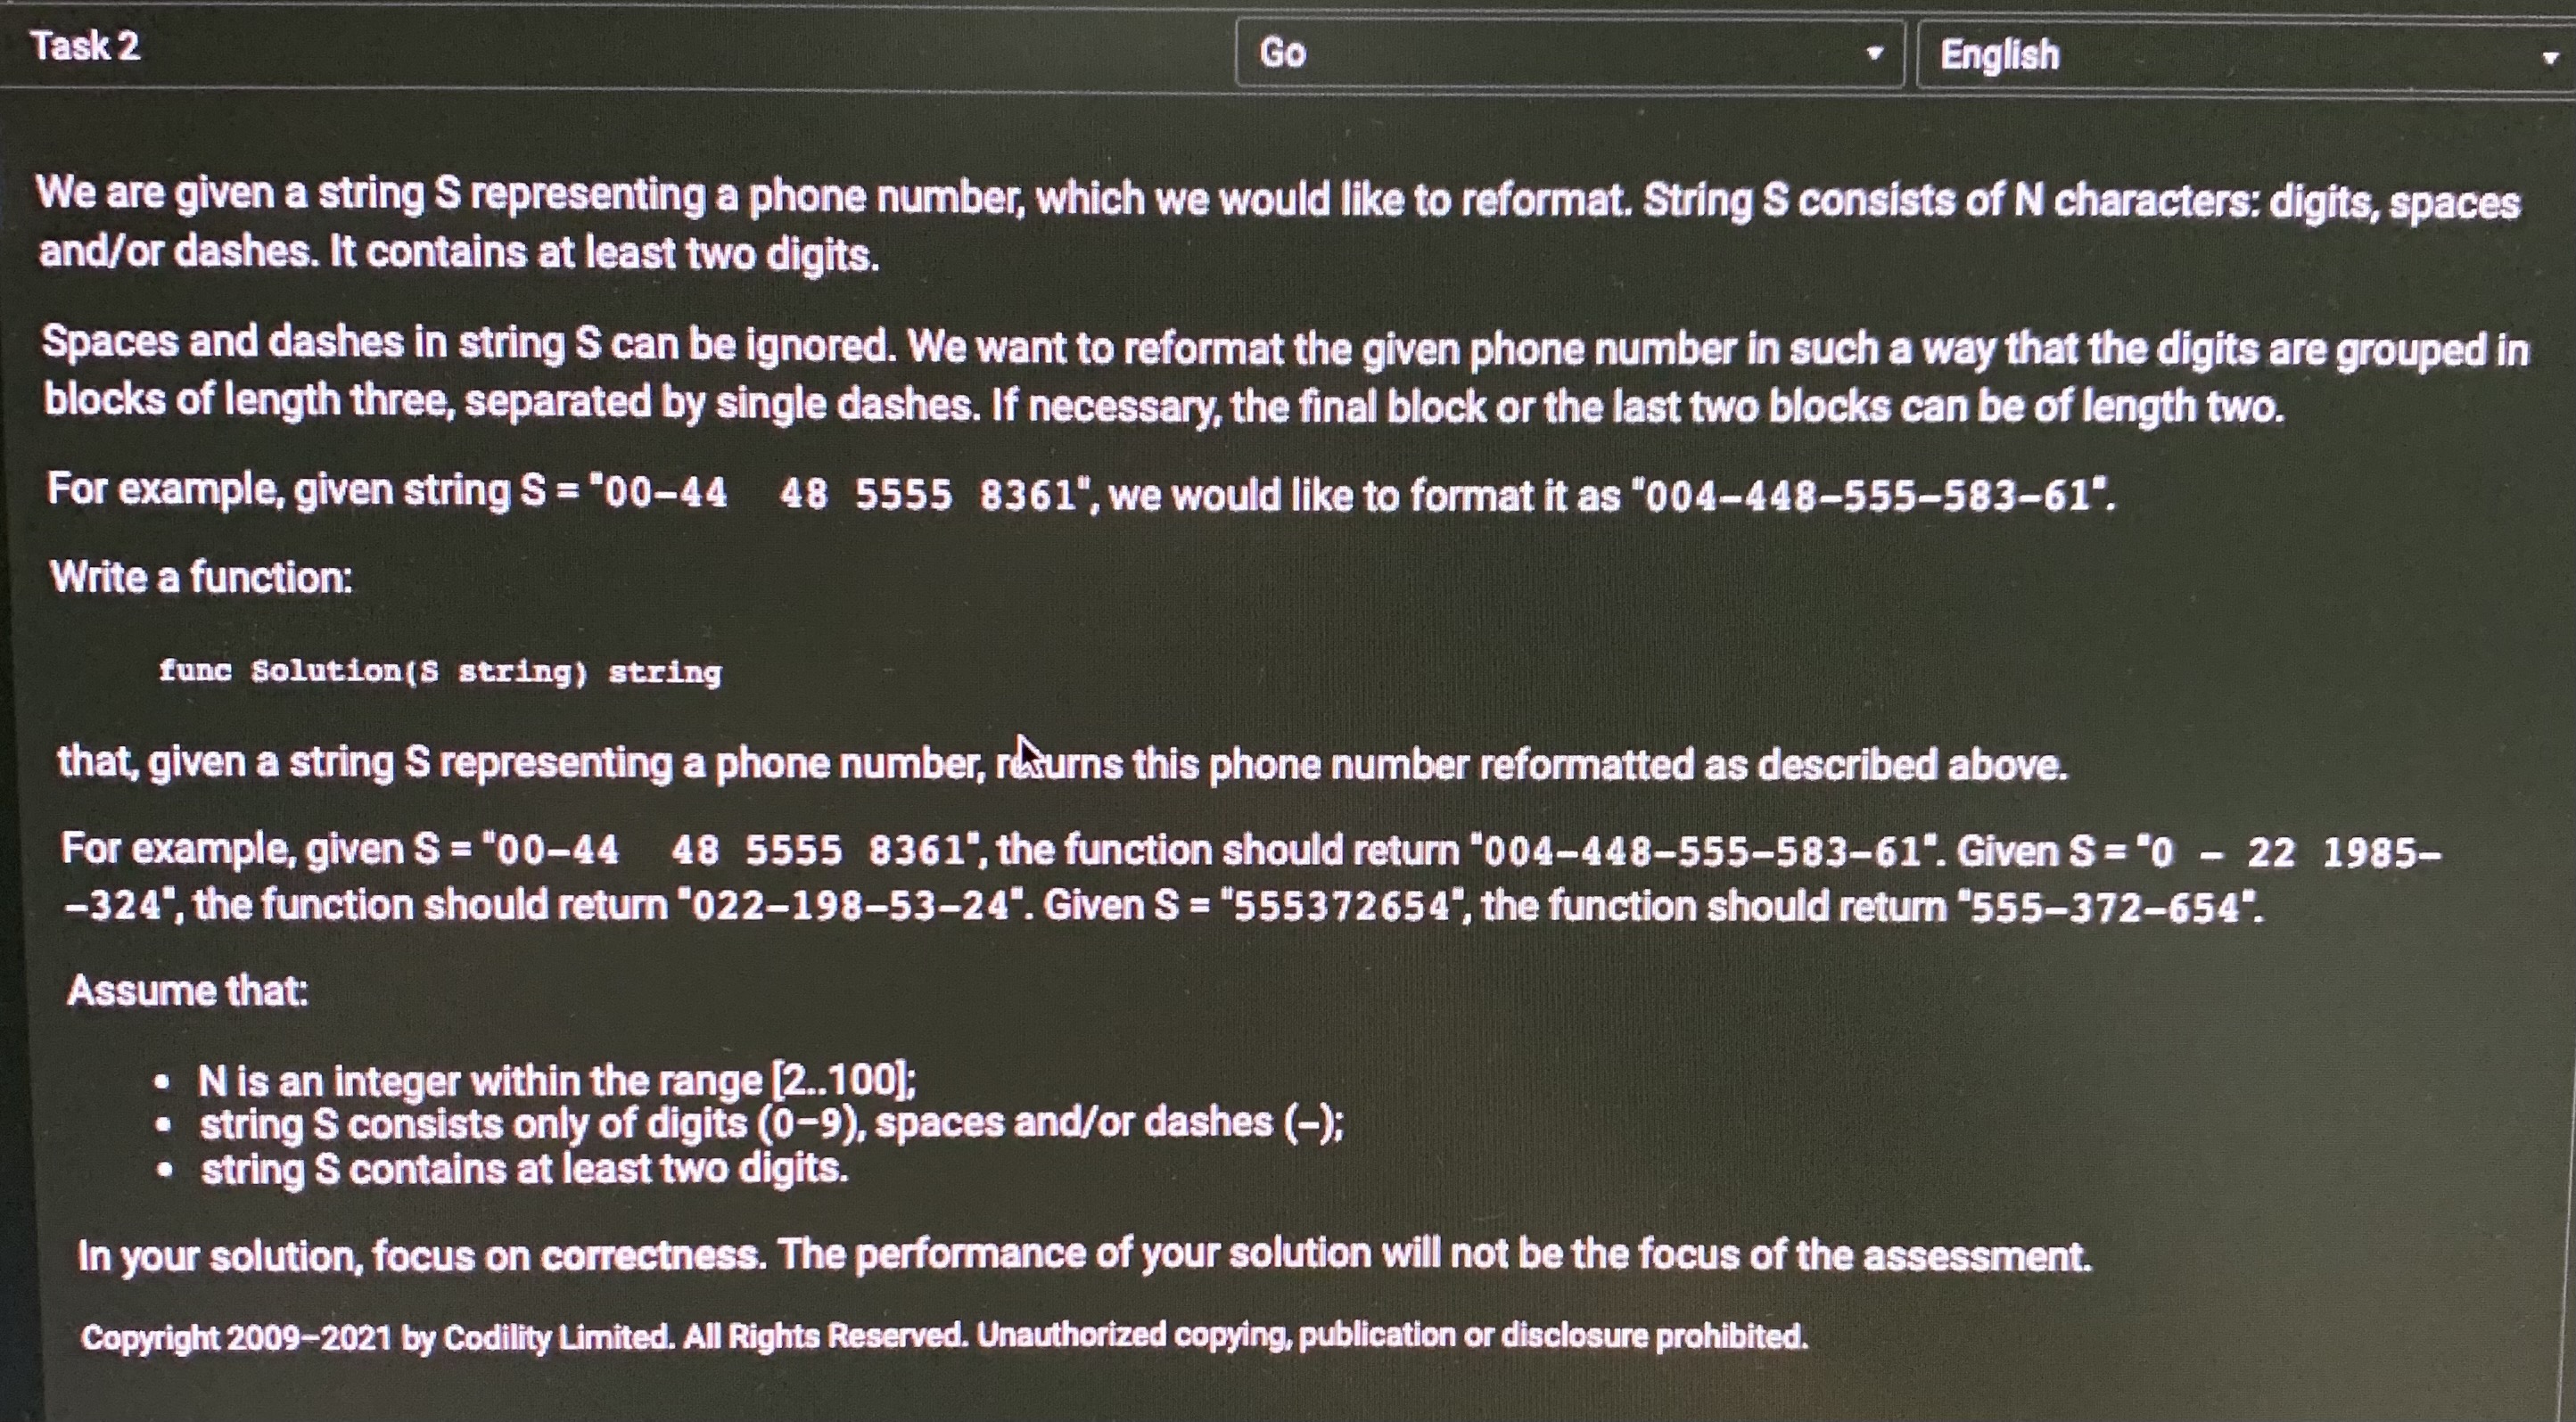 Task 2
Go
English
We are given a string S representing a phone number, which we would like to reformat. String S consists of N characters: digits, spaces
and/or dashes. It contains at least two digits.
Spaces and dashes in string S can be ignored. We want to reformat the given phone number in such a way that the digits are grouped in
blocks of length three, separated by single dashes. If necessary, the final block or the last two blocks can be of length two.
For example, given string S = "00-44  48 5555 8361", we would like to format it as "004-448-555-583-61".
Write a function:
func Solution(S string) string
that, given a string S representing a phone number, returns this phone number reformatted as described above.
For example, given S = "00-44  48 5555 8361", the function should return "004-448-555-583-61". Given S = "0 - 22 1985-
-324", the function should return "022-198-53-24". Given S = "555372654", the function should return "555-372-654".
Assume that:
• N is an integer within the range [2..100];
• string S consists only of digits (0-9), spaces and/or dashes (-);
• string S contains at least two digits.
In your solution, focus on correctness. The performance of your solution will not be the focus of the assessment.
Copyright 2009-2021 by Codility Limited. All Rights Reserved. Unauthorized copying, publication or disclosure prohibited.